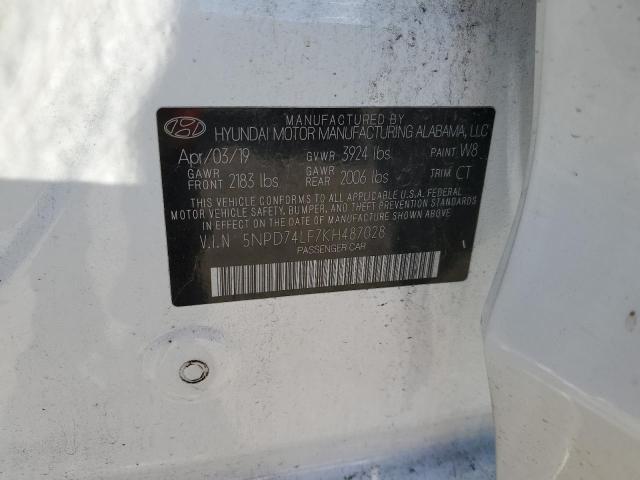 MANUFACTURED BY
HYUNDAI MOTOR MANUFACTURING ALABAMA, LLC
Apr/03/19 GVWR 3924 lbs PAINT W8
GAWR FRONT 2183 lbs GAWR REAR 2006 lbs TRIM CT
THIS VEHICLE CONFORMS TO ALL APPLICABLE U.S.A. FEDERAL
MOTOR VEHICLE SAFETY, BUMPER, AND THEFT PREVENTION STANDARDS
IN EFFECT ON THE DATE OF MANUFACTURE SHOWN ABOVE.
V.I.N 5NPD74LF7KH487028
PASSENGER CAR